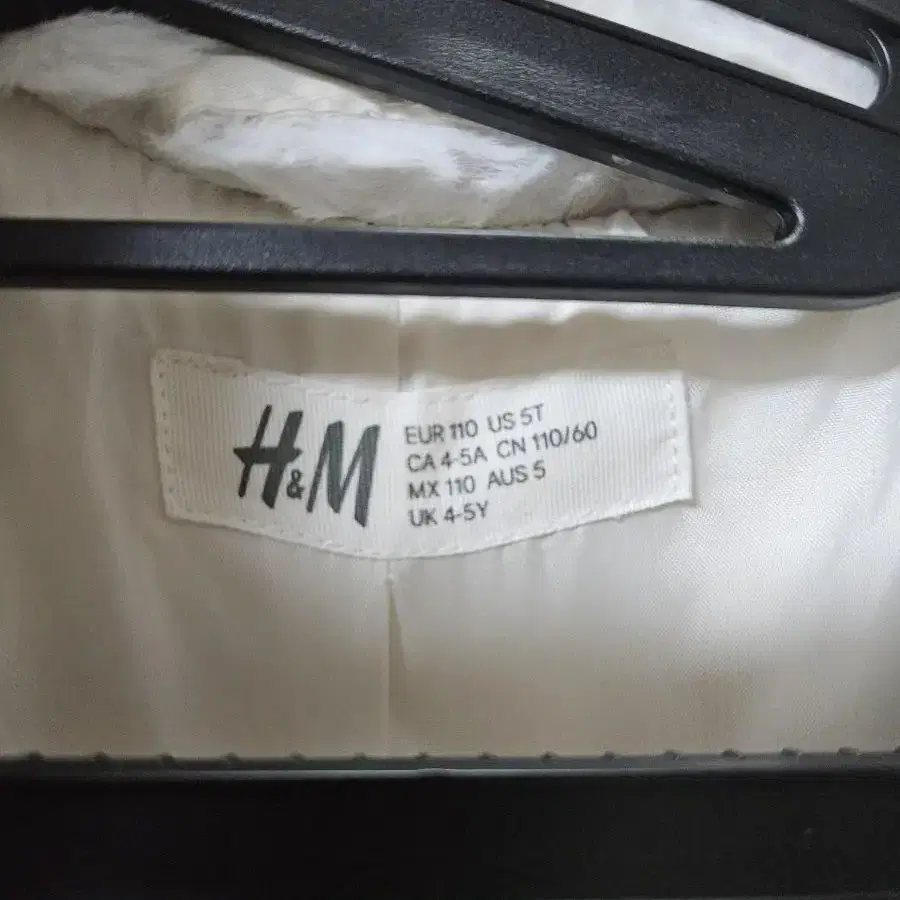 H&M
EUR 110 US 5T
CA 4-5A CN 110/60
MX 110 AUS 5
UK 4-5Y